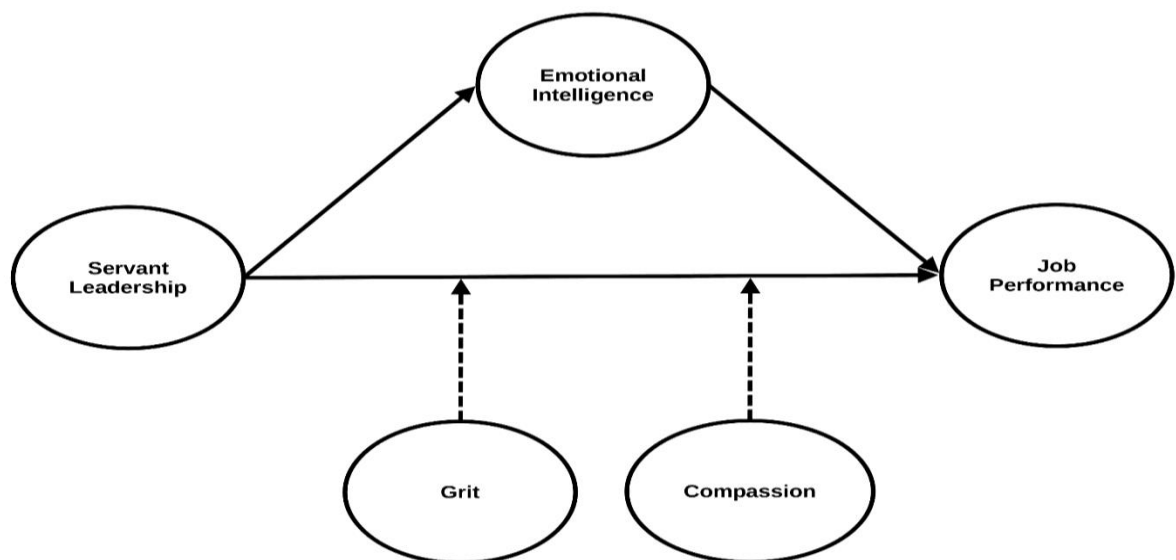 Emotional
Intelligence
Servant
Leadership
Job
Performance
Grit
Compassion